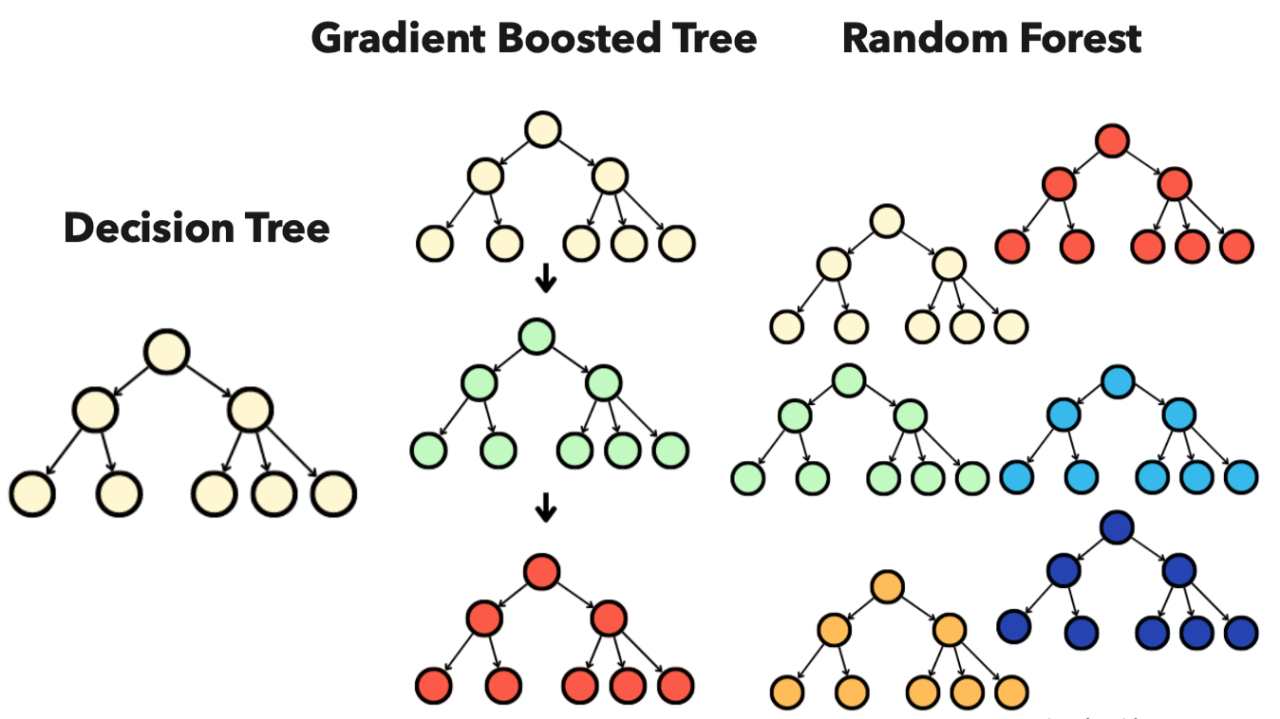 Gradient Boosted Tree
Random Forest
Decision Tree